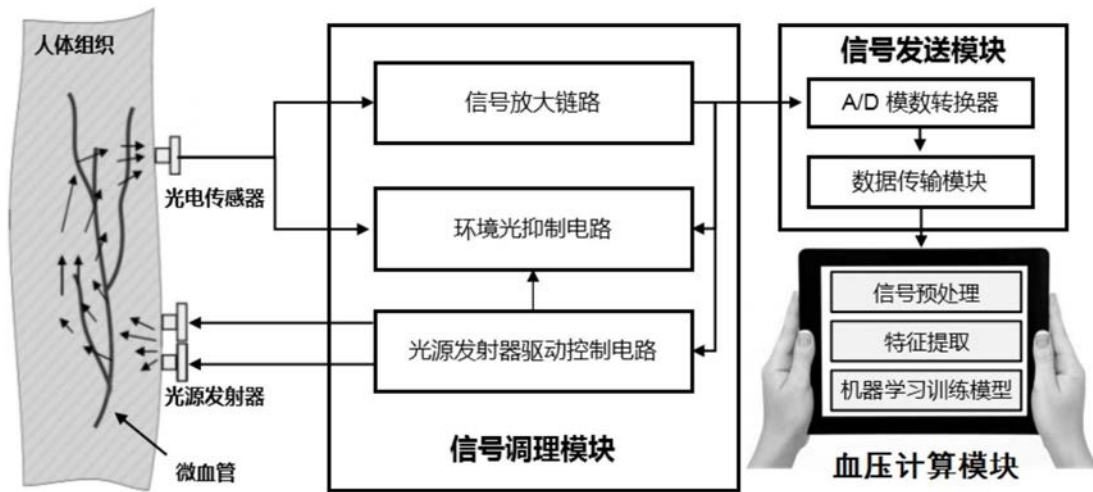 人体组织
光电传感器
光源发射器
微血管
信号放大链路
环境光抑制电路
光源发射器驱动控制电路
信号调理模块
信号发送模块
A/D 模数转换器
数据传输模块
信号预处理
特征提取
机器学习训练模型
血压计算模块